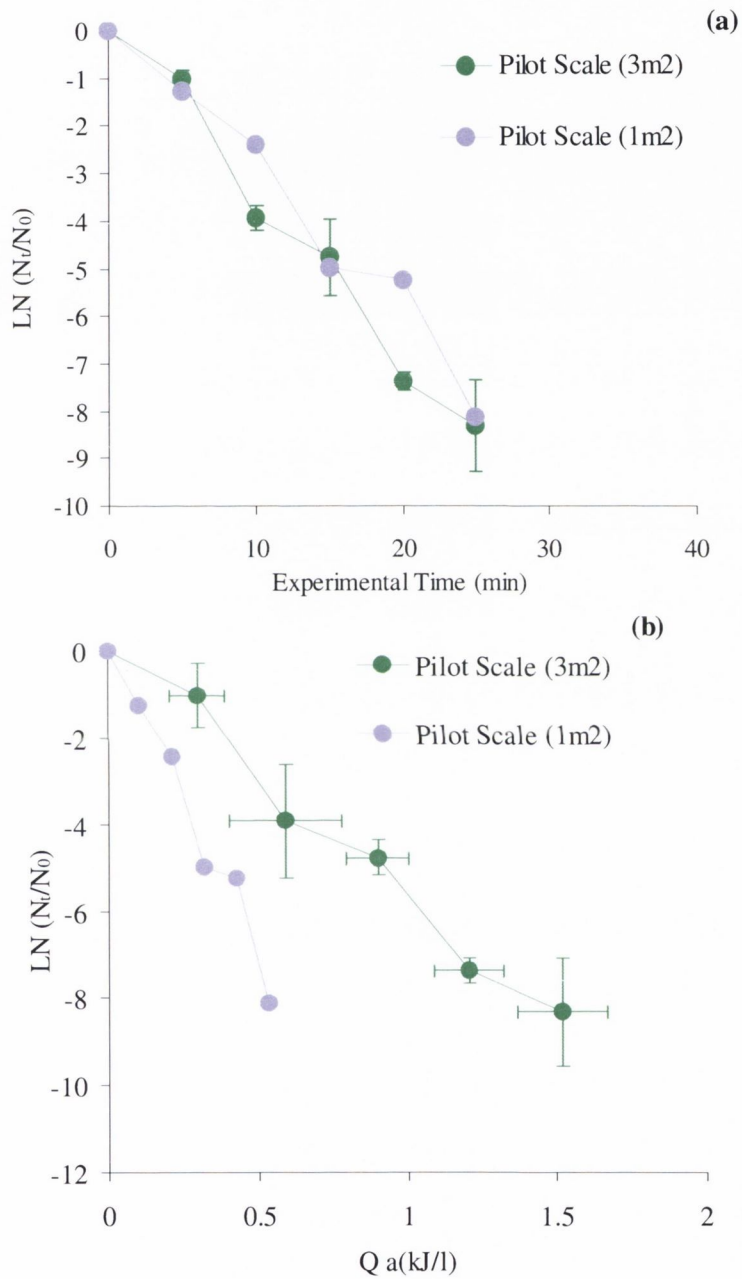 (a)
0
-1
-2
-3
-4
-5
-6
-7
-8
-9
-10
LN (Nt/N0)
Pilot Scale (3m2)
Pilot Scale (1m2)
0 10 20 30 40
Experimental Time (min)
(b)
0
-2
-4
-6
-8
-10
-12
LN (Nt/N0)
Pilot Scale (3m2)
Pilot Scale (1m2)
0 0.5 1 1.5 2
Q a(kJ/l)